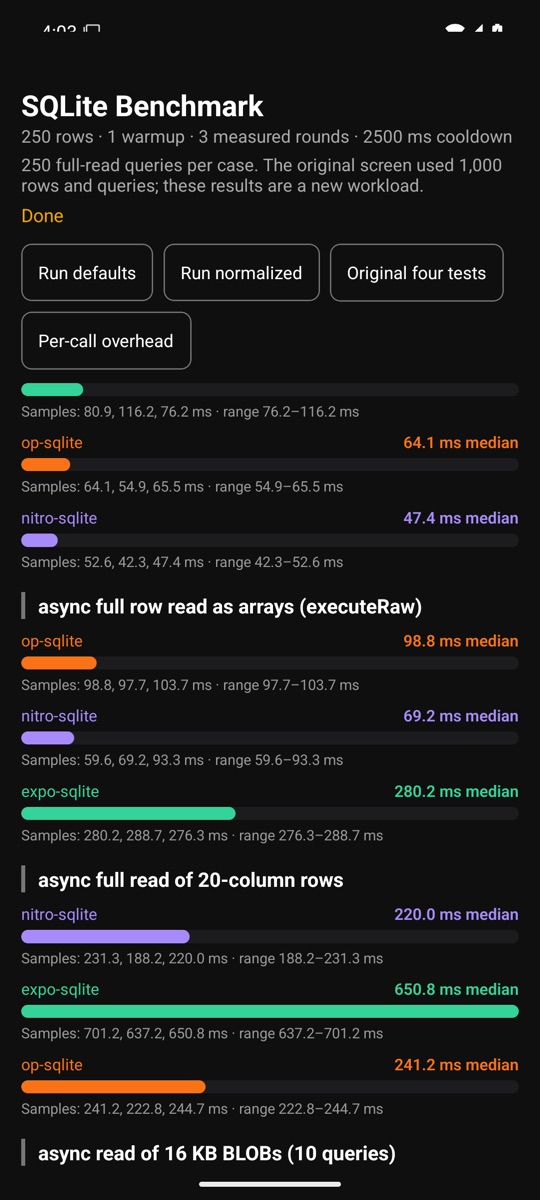 SQLite Benchmark
250 rows · 1 warmup · 3 measured rounds · 2500 ms cooldown
250 full-read queries per case. The original screen used 1,000
rows and queries; these results are a new workload.
Done
Run defaults
Run normalized
Original four tests
Per-call overhead
Samples: 80.9, 116.2, 76.2 ms · range 76.2–116.2 ms
op-sqlite 64.1 ms median
Samples: 64.1, 54.9, 65.5 ms · range 54.9–65.5 ms
nitro-sqlite 47.4 ms median
Samples: 52.6, 42.3, 47.4 ms · range 42.3–52.6 ms
async full row read as arrays (executeRaw)
op-sqlite 98.8 ms median
Samples: 98.8, 97.7, 103.7 ms · range 97.7–103.7 ms
nitro-sqlite 69.2 ms median
Samples: 59.6, 69.2, 93.3 ms · range 59.6–93.3 ms
expo-sqlite 280.2 ms median
Samples: 280.2, 288.7, 276.3 ms · range 276.3–288.7 ms
async full read of 20-column rows
nitro-sqlite 220.0 ms median
Samples: 231.3, 188.2, 220.0 ms · range 188.2–231.3 ms
expo-sqlite 650.8 ms median
Samples: 701.2, 637.2, 650.8 ms · range 637.2–701.2 ms
op-sqlite 241.2 ms median
Samples: 241.2, 222.8, 244.7 ms · range 222.8–244.7 ms
async read of 16 KB BLOBs (10 queries)